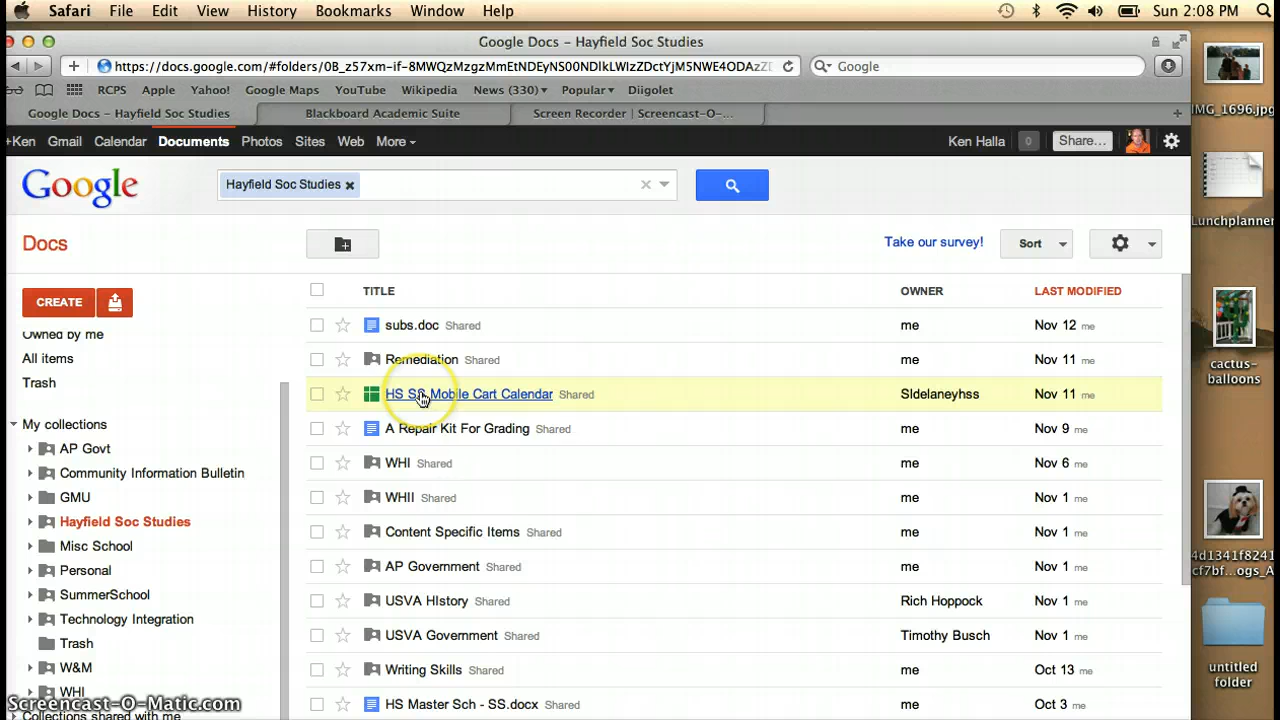 Safari File Edit View History Bookmarks Window Help Sun 2:08 PM
Google Docs – Hayfield Soc Studies
Google
RCPS Apple Yahoo! Google Maps YouTube Wikipedia News (330) Popular Diigolet
Google Docs – Hayfield Soc Studies Blackboard Academic Suite Screen Recorder | Screencast-O-...
+Ken Gmail Calendar Documents Photos Sites Web More Ken Halla 0 Share...
Google Hayfield Soc Studies
Docs Take our survey! Sort
CREATE
TITLE OWNER LAST MODIFIED
subs.doc Shared me Nov 12 me
Remediation Shared me Nov 11 me
HS SS Mobile Cart Calendar Shared Sldelaneyhss Nov 11 me
A Repair Kit For Grading Shared me Nov 9 me
WHI Shared me Nov 6 me
WHII Shared me Nov 1 me
Content Specific Items Shared me Nov 1 me
AP Government Shared me Nov 1 me
USVA HIstory Shared Rich Hoppock Nov 1 me
USVA Government Shared Timothy Busch Nov 1 me
Writing Skills Shared me Oct 13 me
HS Master Sch - SS.docx Shared me Oct 3 me
Owned by me
All items
Trash
My collections
AP Govt
Community Information Bulletin
GMU
Hayfield Soc Studies
Misc School
Personal
SummerSchool
Technology Integration
Trash
W&M
WHI
Collections shared with me
Screencast-O-Matic.com
IMG_1696.jpg
Lunchplanner
cactus-
balloons
4d1341f8241
cf7bf...ogs_A
untitled
folder